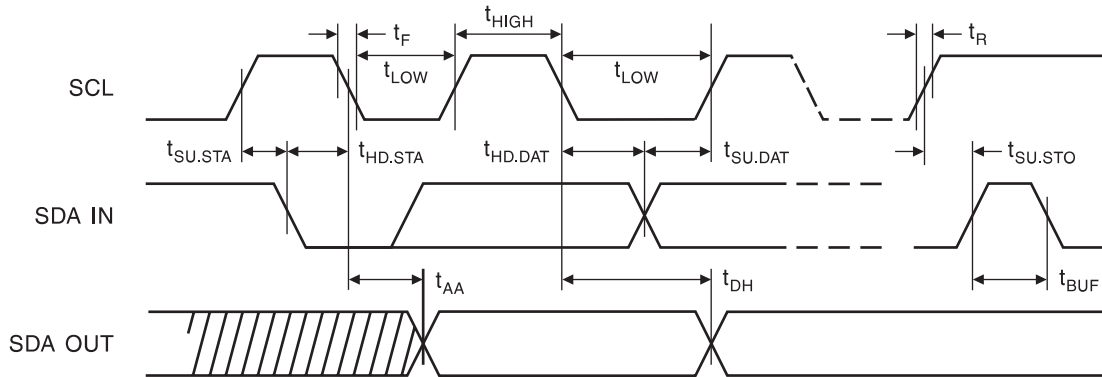 tHIGH
tF
tR
tLOW
tLOW
SCL
tSU.STA
tHD.STA
tHD.DAT
tSU.DAT
tSU.STO
SDA IN
tAA
tDH
tBUF
SDA OUT